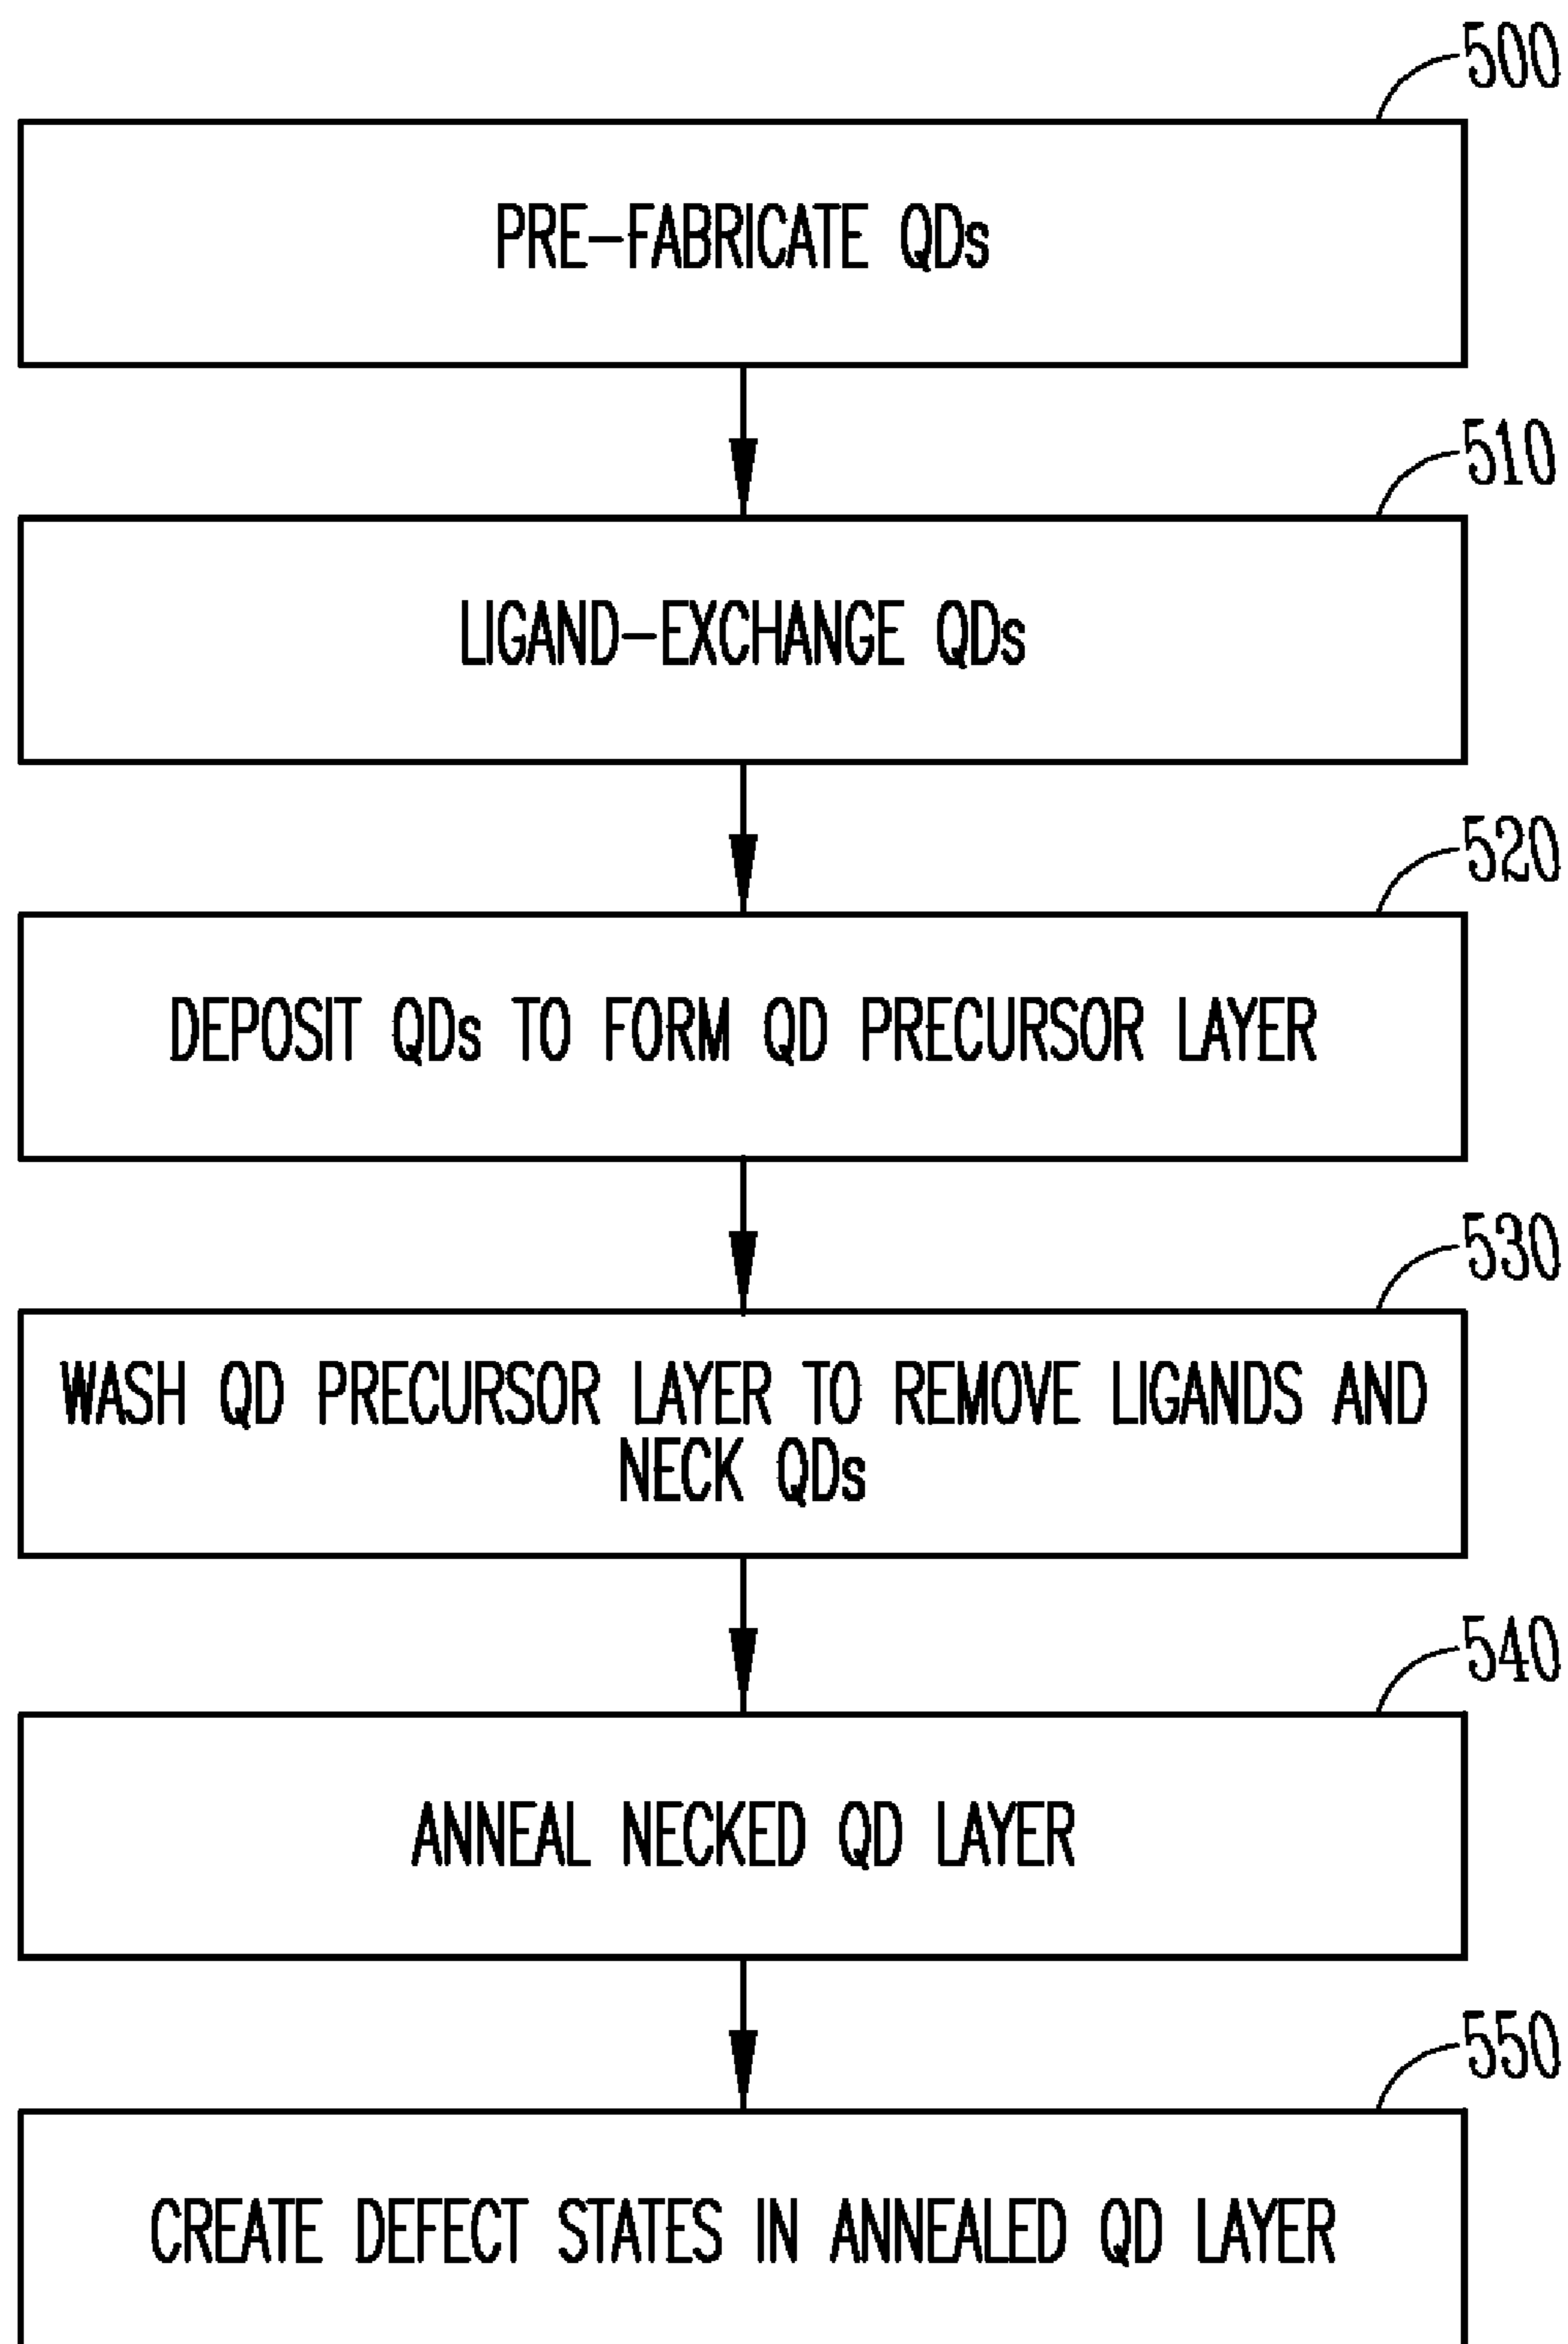 500
PRE-FABRICATE QDs
510
LIGAND-EXCHANGE QDs
520
DEPOSIT QDs TO FORM QD PRECURSOR LAYER
530
WASH QD PRECURSOR LAYER TO REMOVE LIGANDS AND
NECK QDs
540
ANNEAL NECKED QD LAYER
550
CREATE DEFECT STATES IN ANNEALED QD LAYER